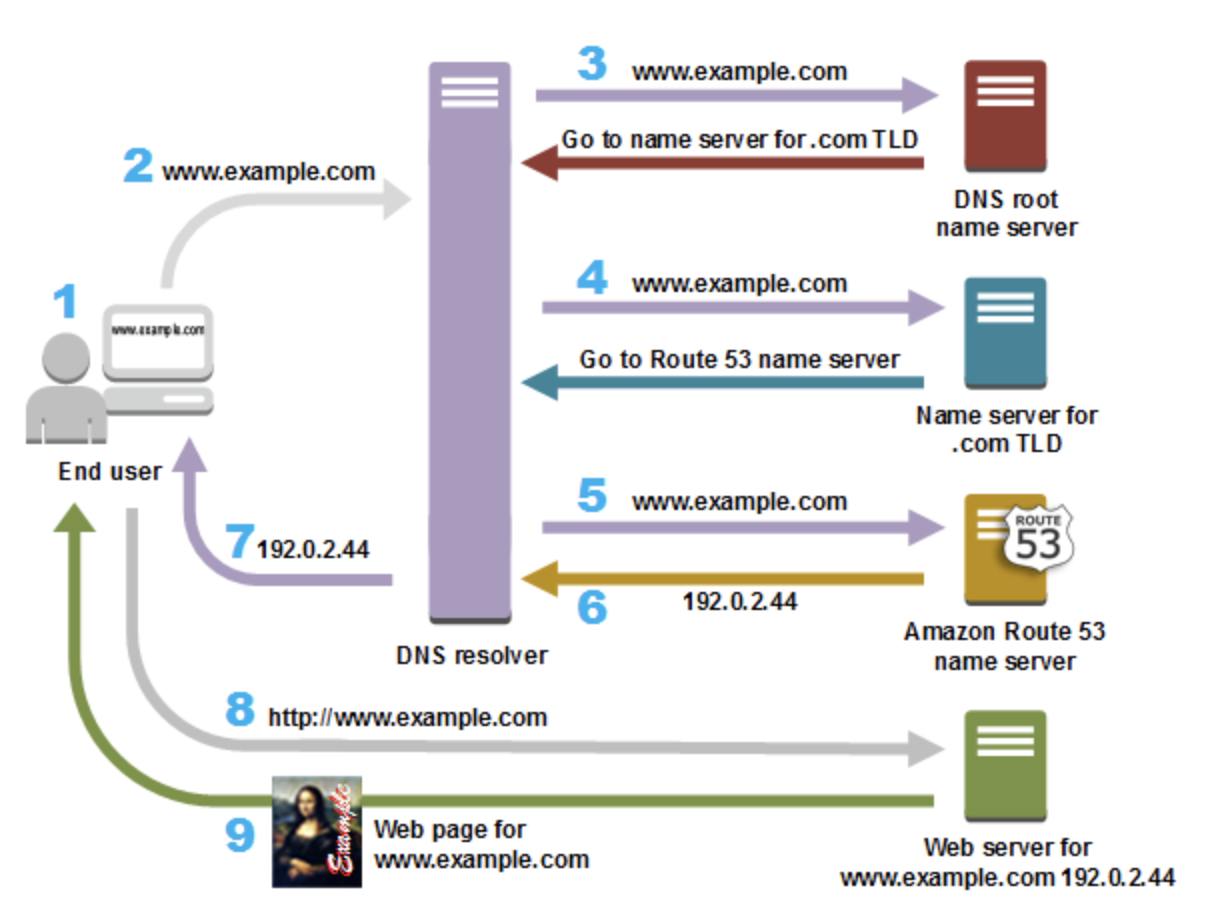 3 www.example.com
Go to name server for .com TLD
DNS root
name server
2 www.example.com
4 www.example.com
1
www.example.com
Go to Route 53 name server
Name server for
.com TLD
End user
5 www.example.com
ROUTE
53
7 192.0.2.44
6 192.0.2.44
Amazon Route 53
name server
DNS resolver
8 http://www.example.com
9
Example
Web page for
www.example.com
Web server for
www.example.com 192.0.2.44